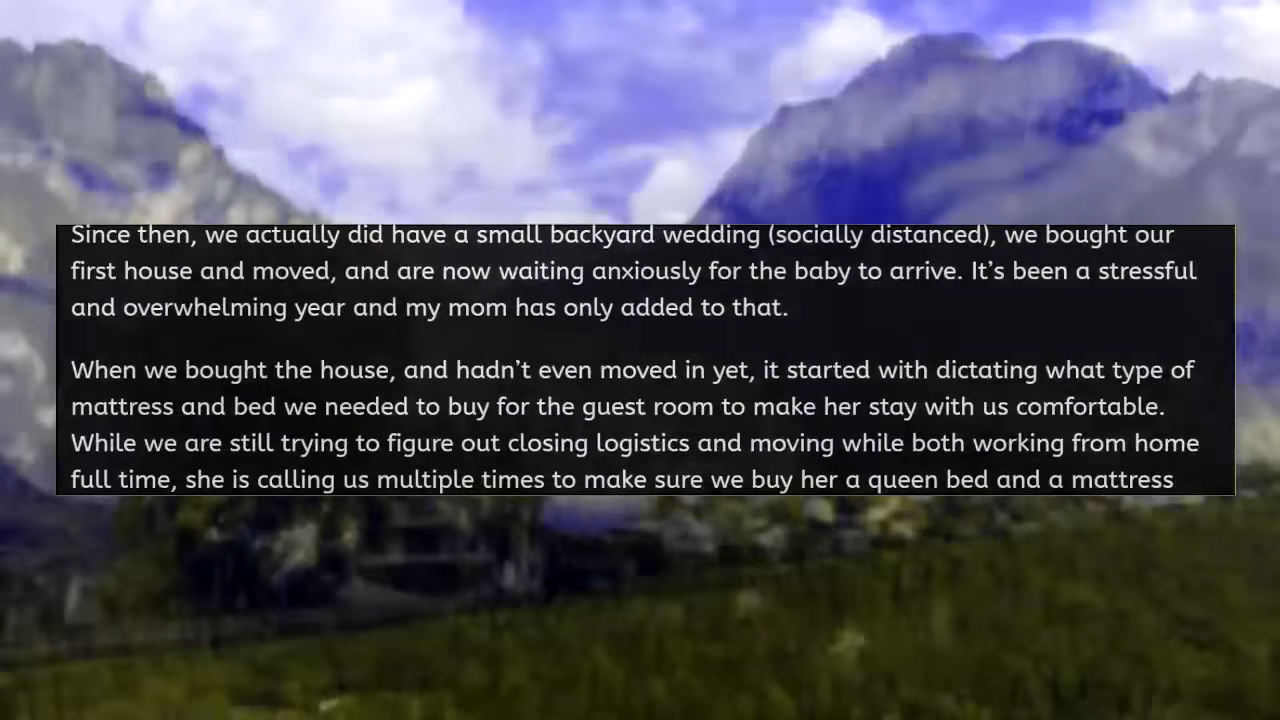 Since then, we actually did have a small backyard wedding (socially distanced), we bought our
first house and moved, and are now waiting anxiously for the baby to arrive. It’s been a stressful
and overwhelming year and my mom has only added to that.
When we bought the house, and hadn’t even moved in yet, it started with dictating what type of
mattress and bed we needed to buy for the guest room to make her stay with us comfortable.
While we are still trying to figure out closing logistics and moving while both working from home
full time, she is calling us multiple times to make sure we buy her a queen bed and a mattress